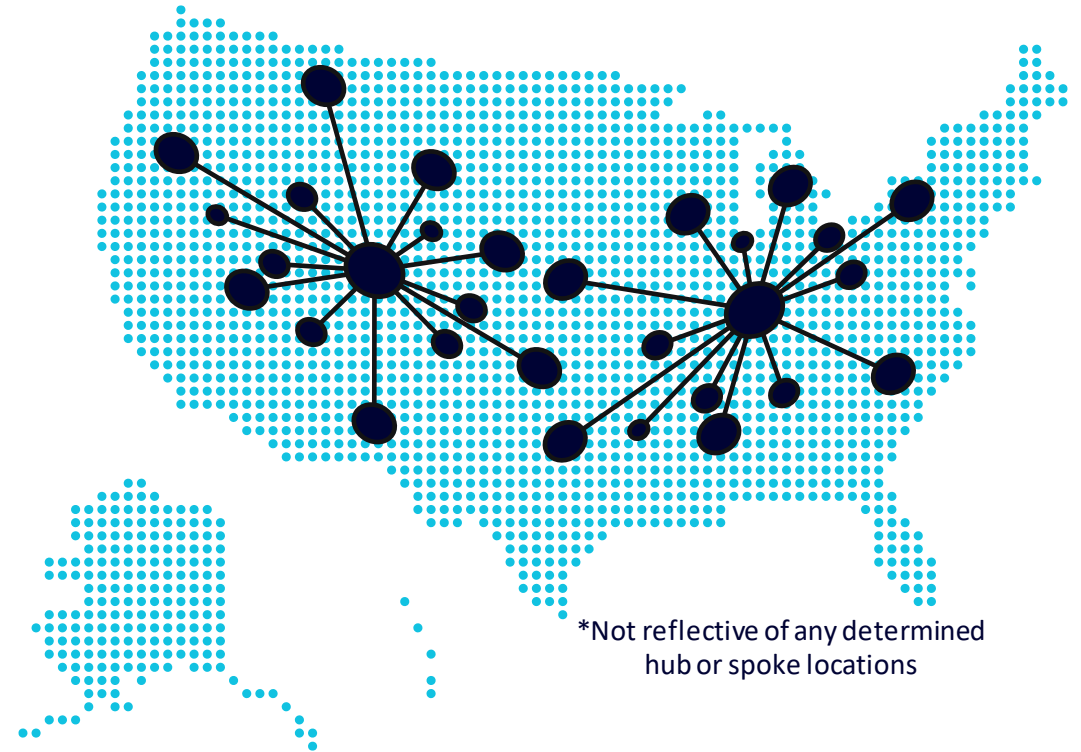 *Not reflective of any determined
hub or spoke locations